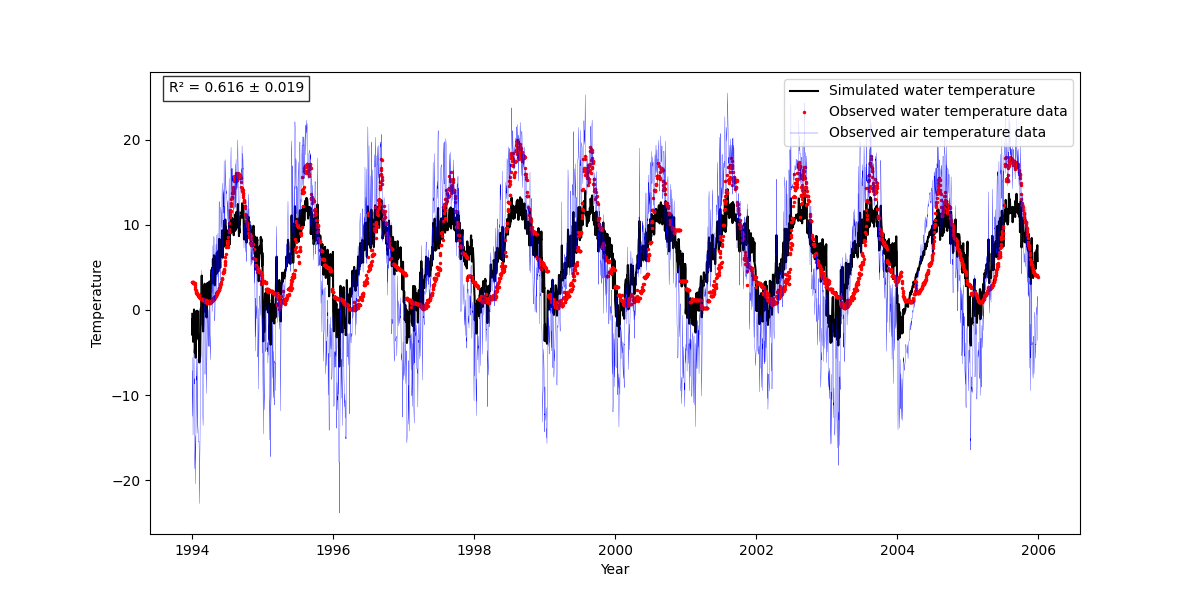 R² = 0.616 ± 0.019
Simulated water temperature
Observed water temperature data
Observed air temperature data
Temperature
20
10
0
−10
−20
1994
1996
1998
2000
2002
2004
2006
Year